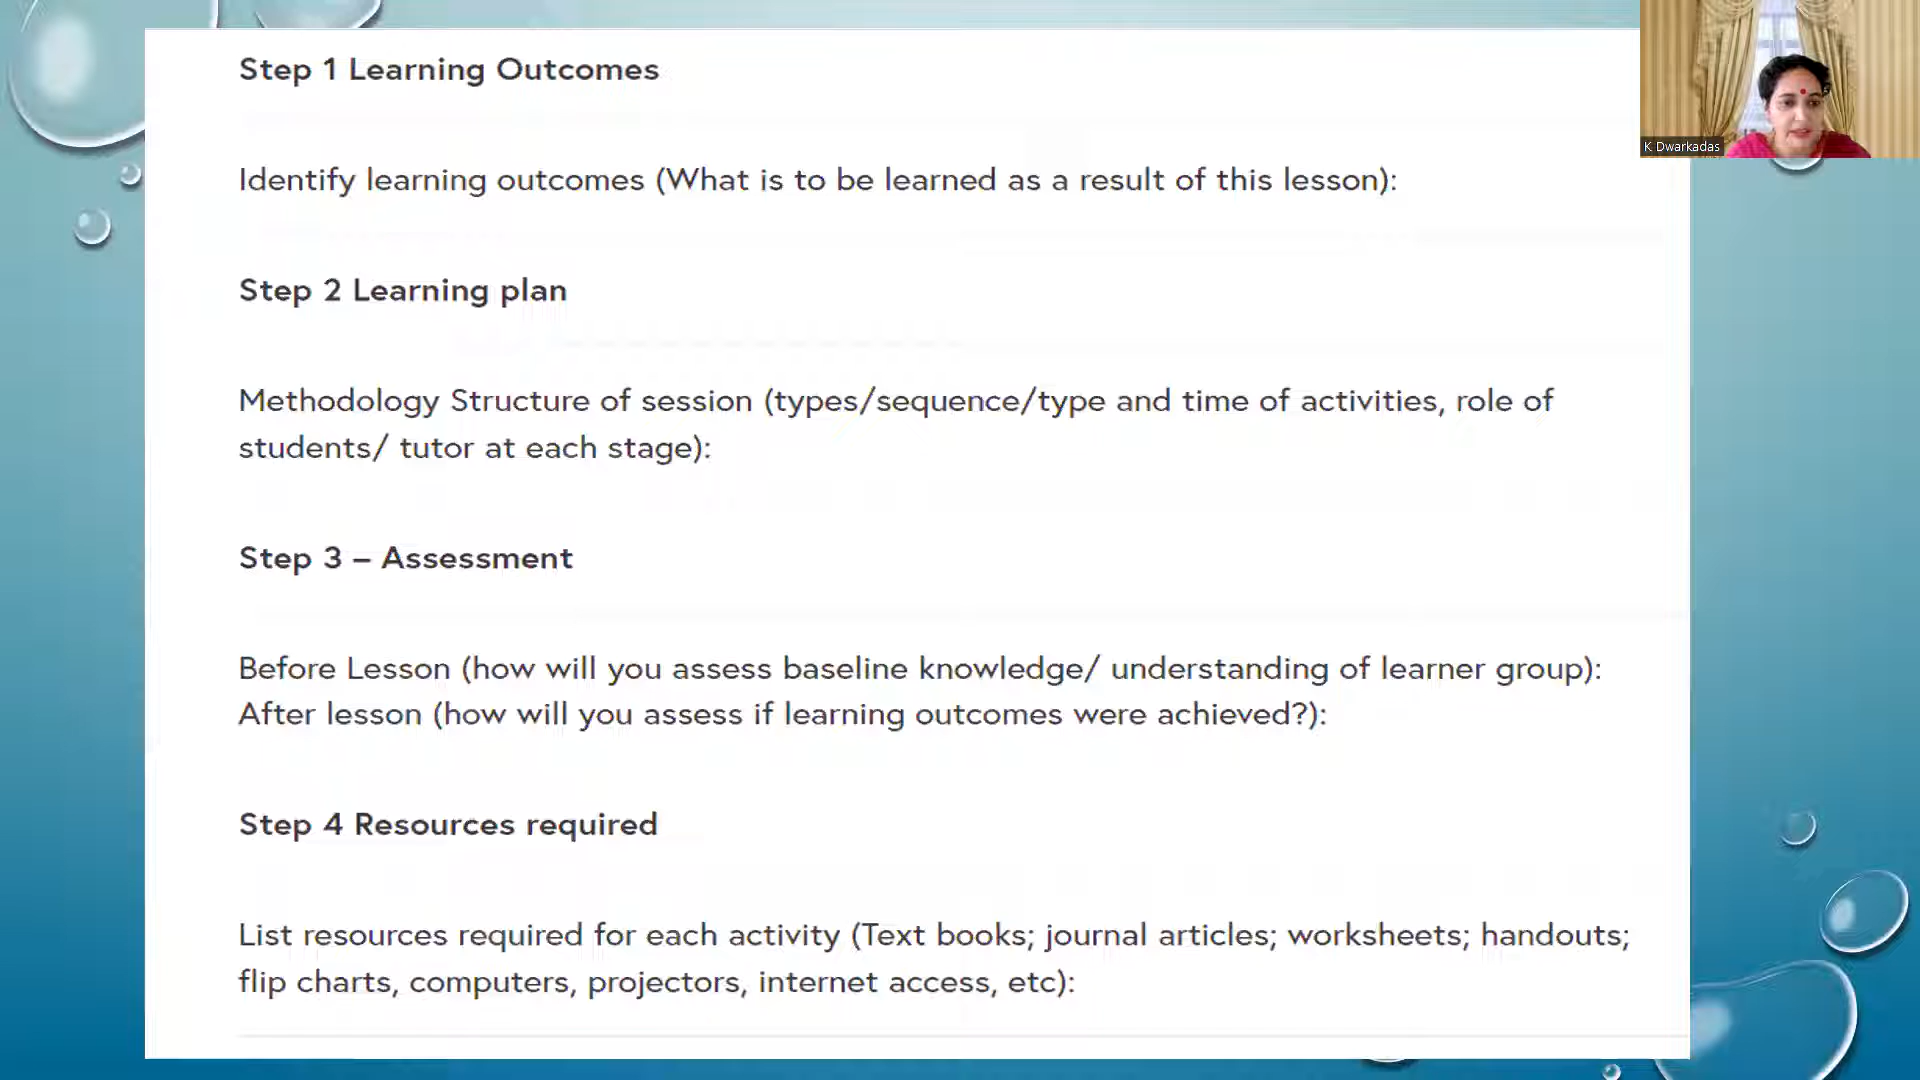 Step 1 Learning Outcomes
Identify learning outcomes (What is to be learned as a result of this lesson):
Step 2 Learning plan
Methodology Structure of session (types/sequence/type and time of activities, role of
students/ tutor at each stage):
Step 3 – Assessment
Before Lesson (how will you assess baseline knowledge/ understanding of learner group):
After lesson (how will you assess if learning outcomes were achieved?):
Step 4 Resources required
List resources required for each activity (Text books; journal articles; worksheets; handouts;
flip charts, computers, projectors, internet access, etc):
K Dwarkadas